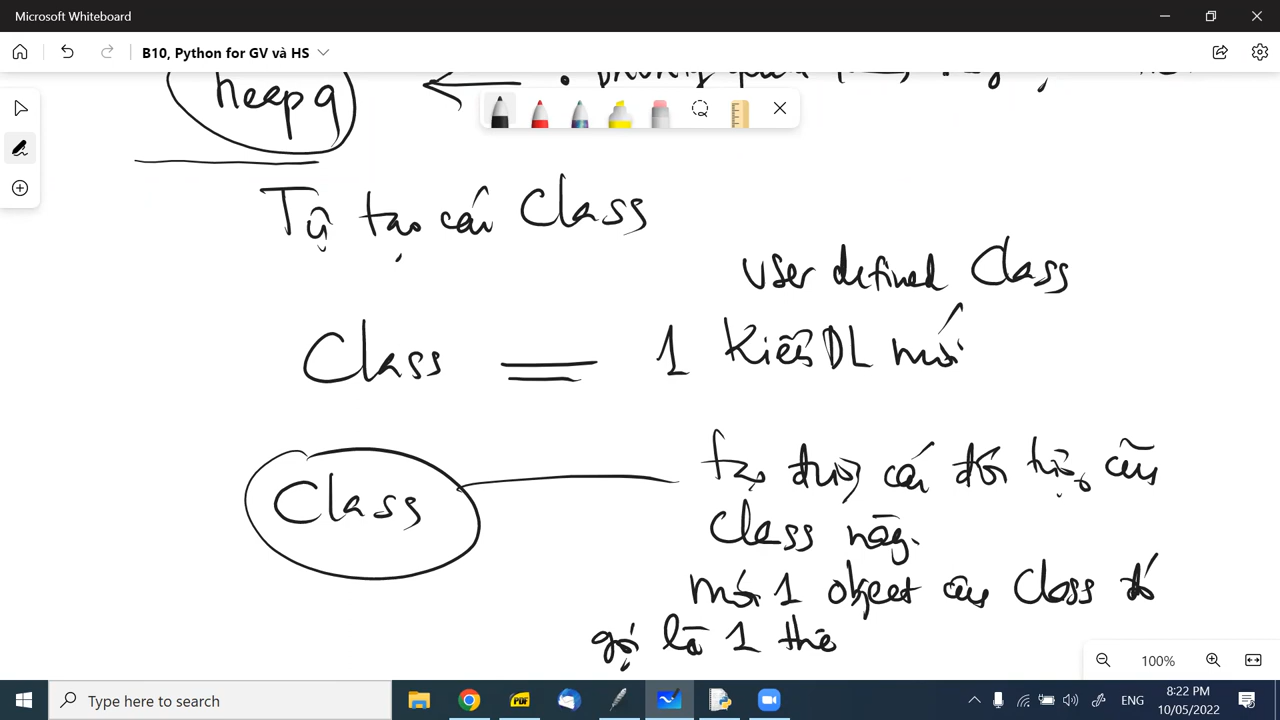 Microsoft Whiteboard
B10, Python for GV và HS
heapq
Tự tạo các Class
user defined Class
Class = 1 kiểu DL mới
Class
tạo được các đối tượng của
Class này.
mỗi 1 object của Class đó
gọi là 1 thể
100%
Type here to search
PDF
ENG
8:22 PM
10/05/2022